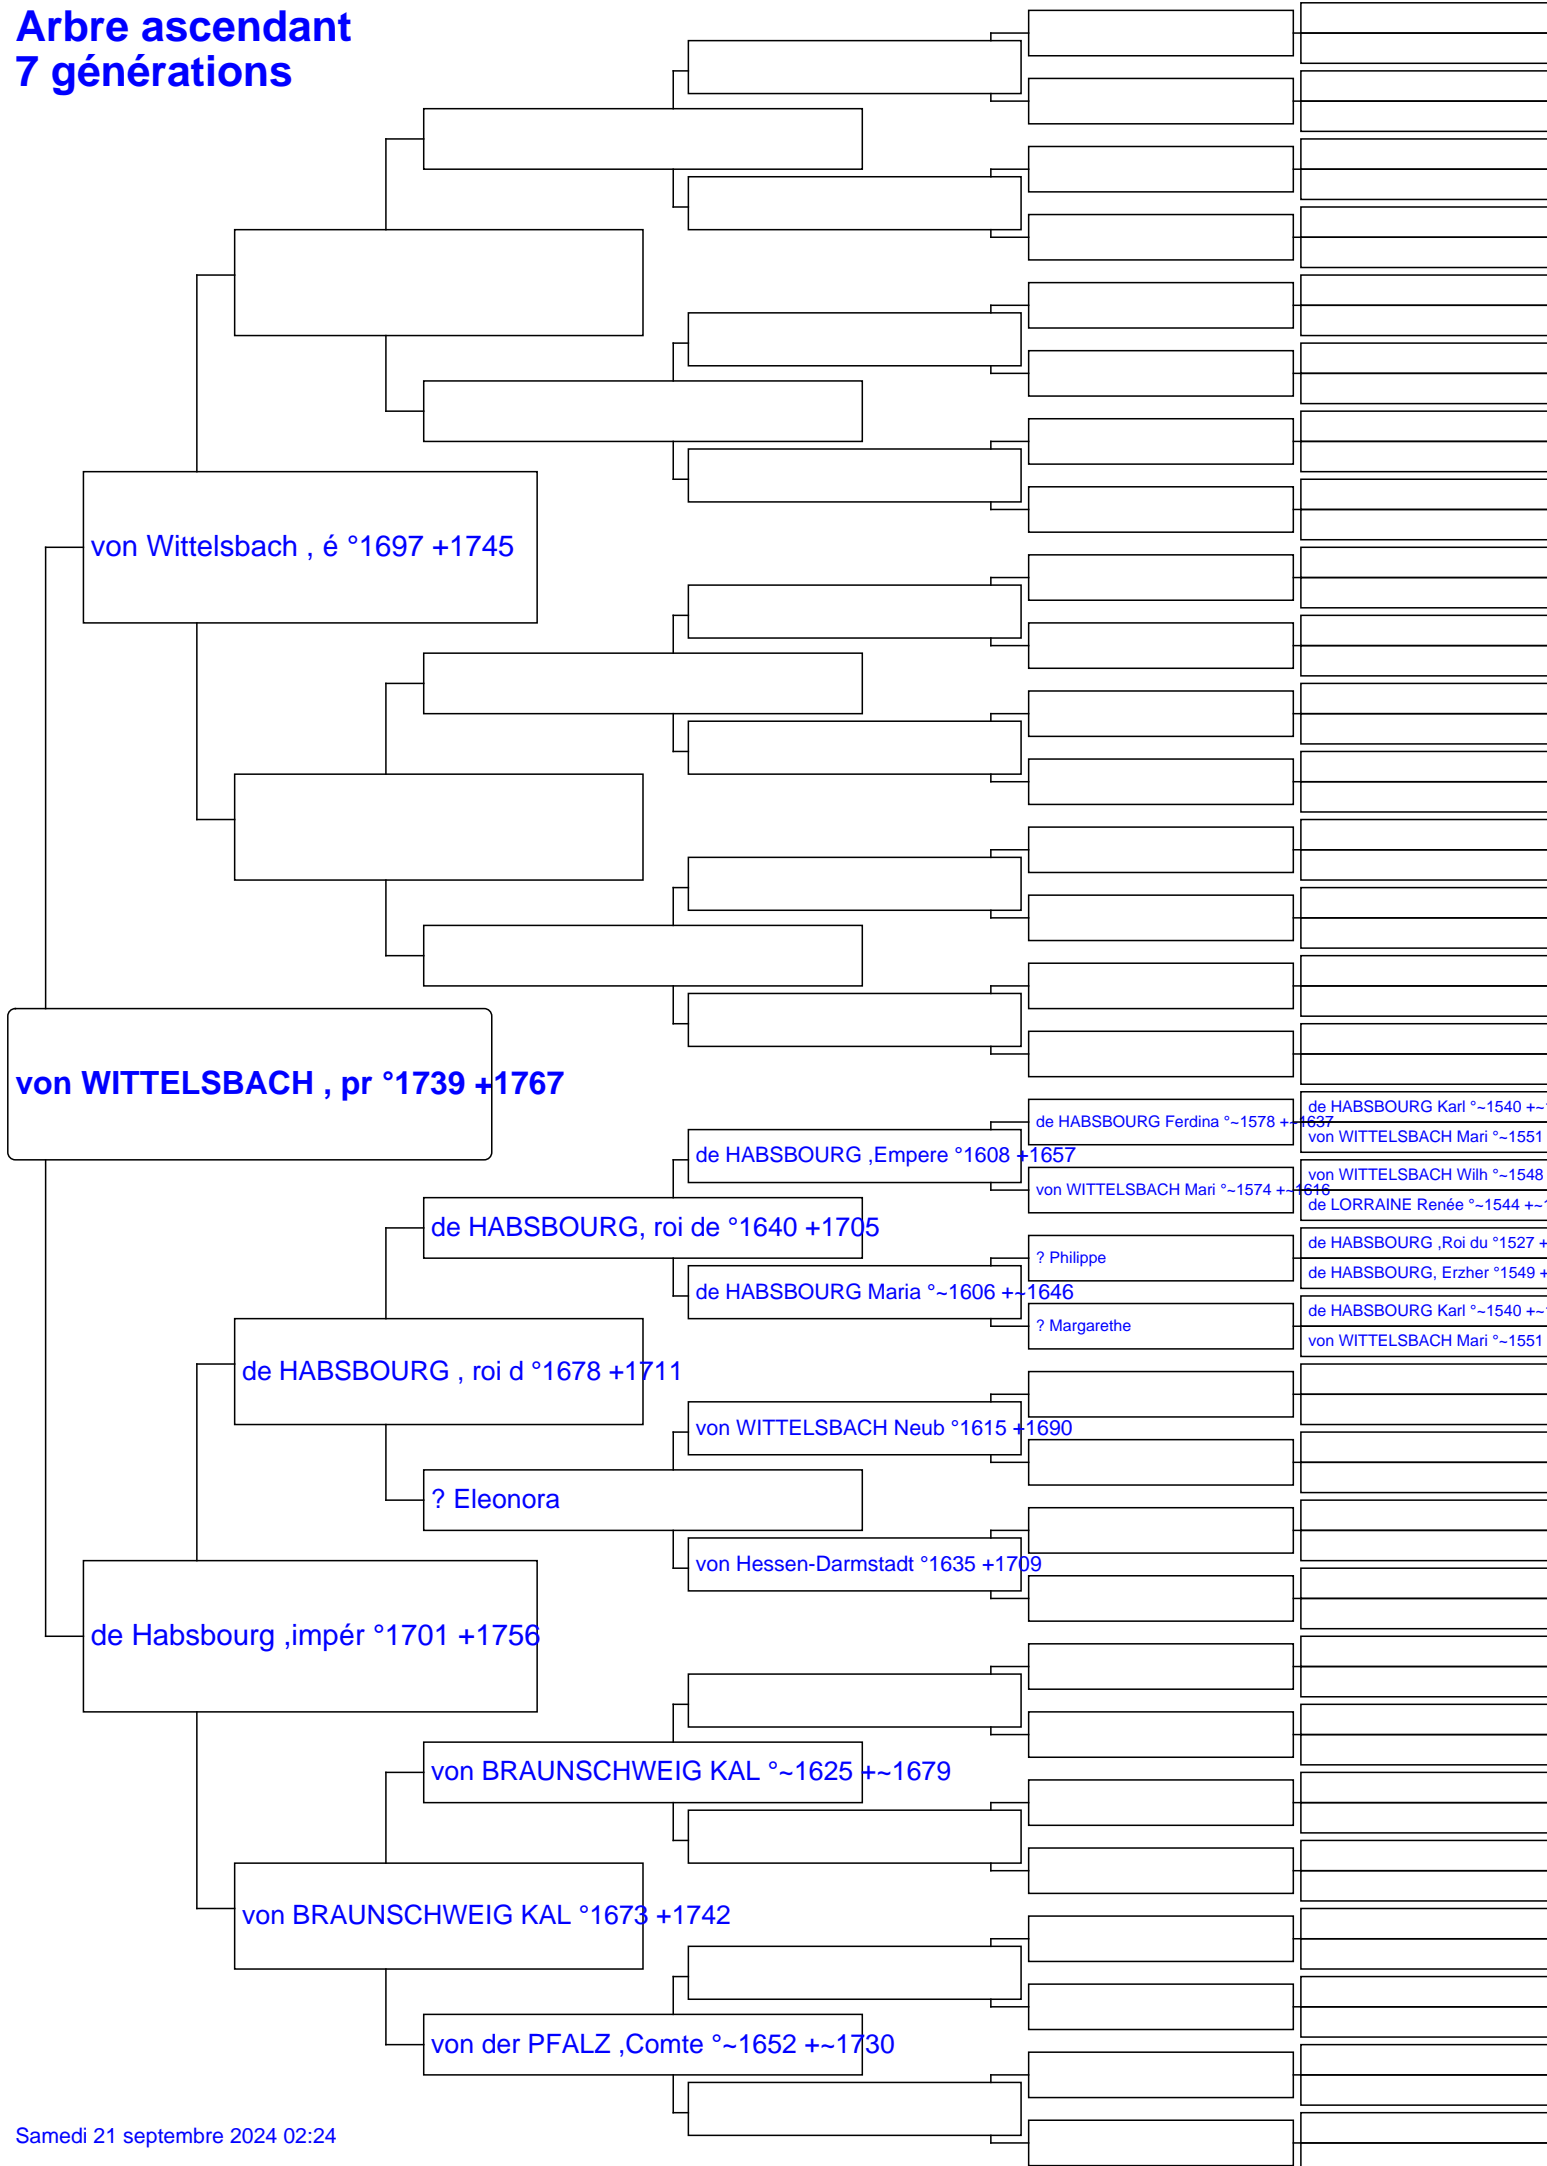 Arbre ascendant
7 générations
von Wittelsbach , é °1697 +1745
von WITTELSBACH , pr °1739 +1767
de HABSBOURG Karl °~1540 +~1
de HABSBOURG Ferdina °~1578 +~1637
von WITTELSBACH Mari °~1551
de HABSBOURG ,Empere °1608 +1657
von WITTELSBACH Wilh °~1548
von WITTELSBACH Mari °~1574 +~1616
de LORRAINE Renée °~1544 +~1
de HABSBOURG, roi de °1640 +1705
de HABSBOURG ,Roi du °1527 +
? Philippe
de HABSBOURG, Erzher °1549 +
de HABSBOURG Maria °~1606 +~1646
de HABSBOURG Karl °~1540 +~1
? Margarethe
von WITTELSBACH Mari °~1551
de HABSBOURG , roi d °1678 +1711
von WITTELSBACH Neub °1615 +1690
? Eleonora
von Hessen-Darmstadt °1635 +1709
de Habsbourg ,impér °1701 +1756
von BRAUNSCHWEIG KAL °~1625 +~1679
von BRAUNSCHWEIG KAL °1673 +1742
von der PFALZ ,Comte °~1652 +~1730
Samedi 21 septembre 2024 02:24